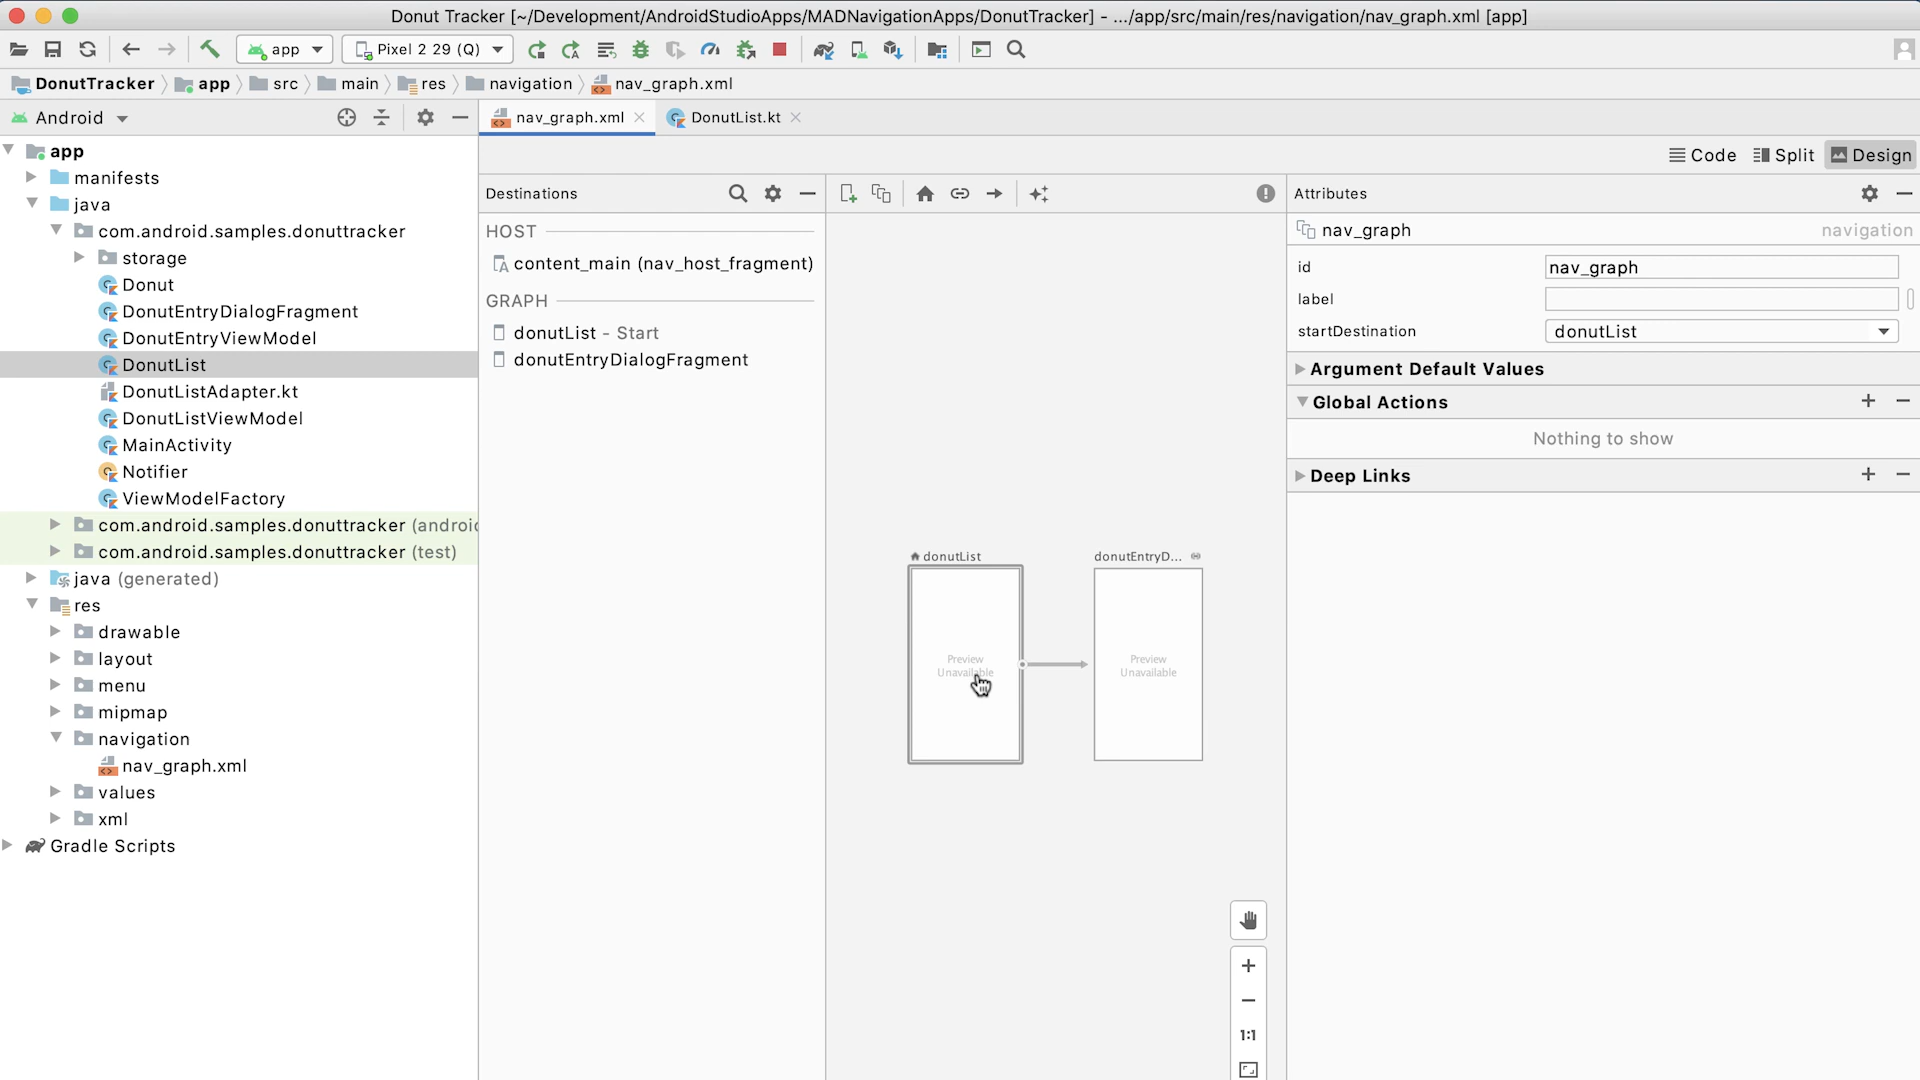 Donut Tracker [~/Development/AndroidStudioApps/MADNavigationApps/DonutTracker] - .../app/src/main/res/navigation/nav_graph.xml [app]
app
Pixel 2 29 (Q)
DonutTracker
app
src
main
res
navigation
nav_graph.xml
Android
nav_graph.xml
DonutList.kt
app
manifests
java
com.android.samples.donuttracker
storage
Donut
DonutEntryDialogFragment
DonutEntryViewModel
DonutList
DonutListAdapter.kt
DonutListViewModel
MainActivity
Notifier
ViewModelFactory
com.android.samples.donuttracker (androi
com.android.samples.donuttracker (test)
java (generated)
res
drawable
layout
menu
mipmap
navigation
nav_graph.xml
values
xml
Gradle Scripts
Code
Split
Design
Destinations
HOST
content_main (nav_host_fragment)
GRAPH
donutList - Start
donutEntryDialogFragment
donutList
Preview
Unavailable
donutEntryD...
Preview
Unavailable
1:1
Attributes
nav_graph
navigation
id
nav_graph
label
startDestination
donutList
Argument Default Values
Global Actions
Nothing to show
Deep Links